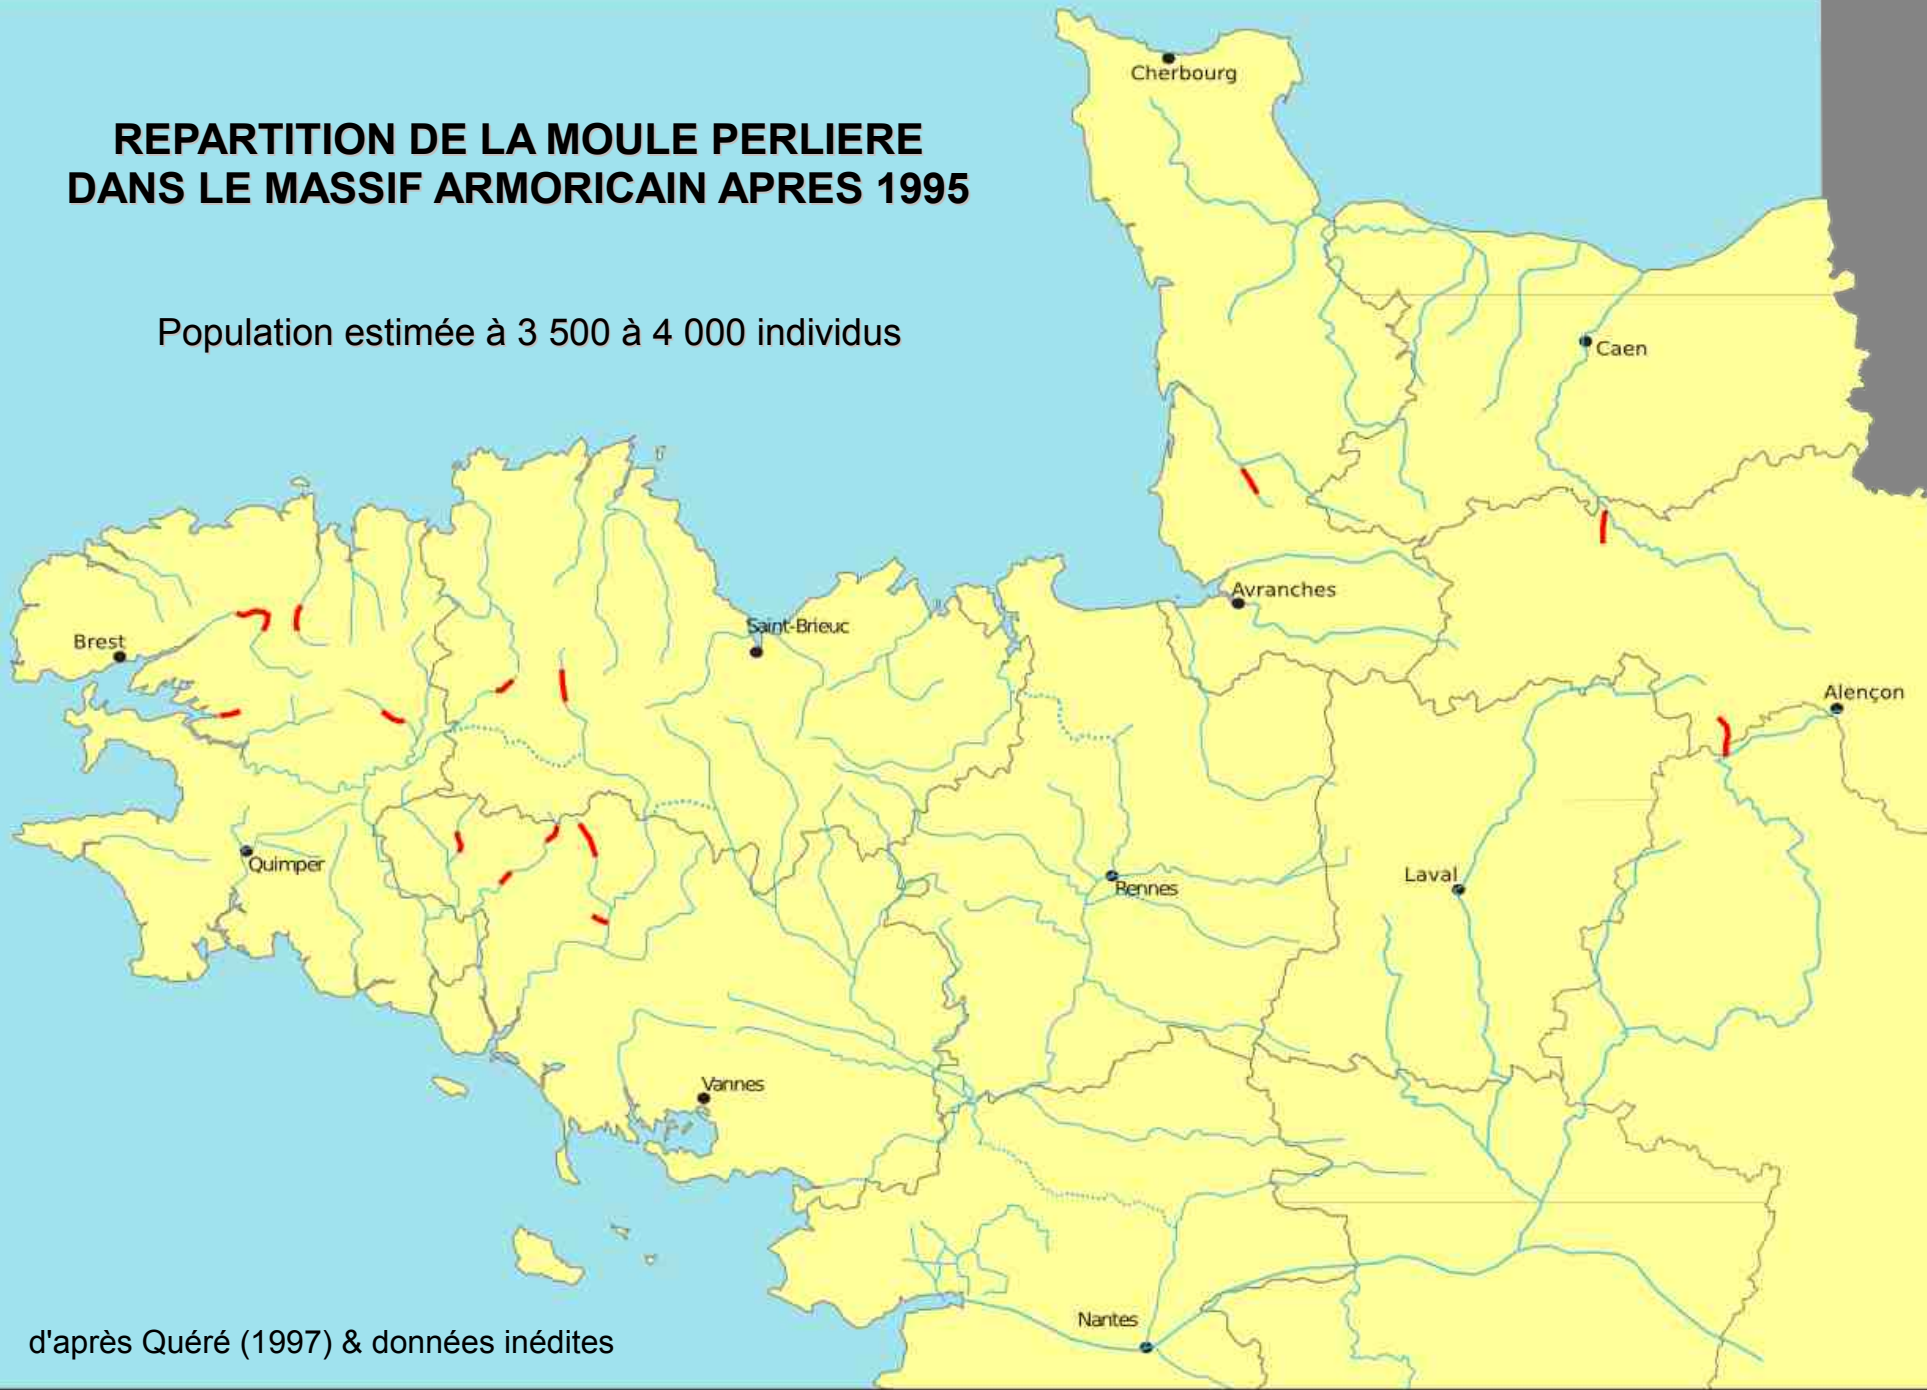 REPARTITION DE LA MOULE PERLIERE
DANS LE MASSIF ARMORICAIN APRES 1995
Population estimée à 3 500 à 4 000 individus
Cherbourg
Caen
Avranches
Saint-Brieuc
Brest
Alençon
Quimper
Laval
Rennes
Vannes
Nantes
d'après Quéré (1997) & données inédites